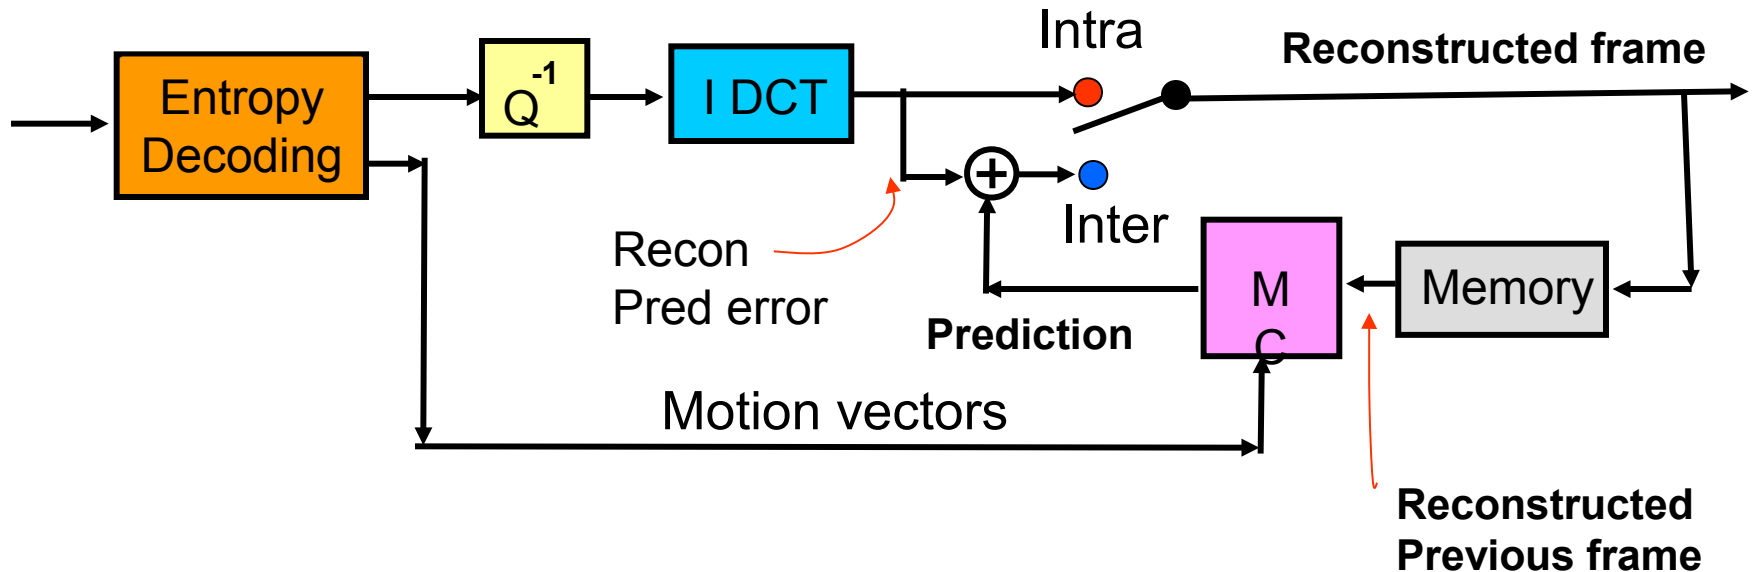 Intra
Reconstructed frame
Entropy
Decoding
Q-1
I DCT
+
Inter
Recon
Pred error
M
C
Memory
Prediction
Motion vectors
Reconstructed
Previous frame